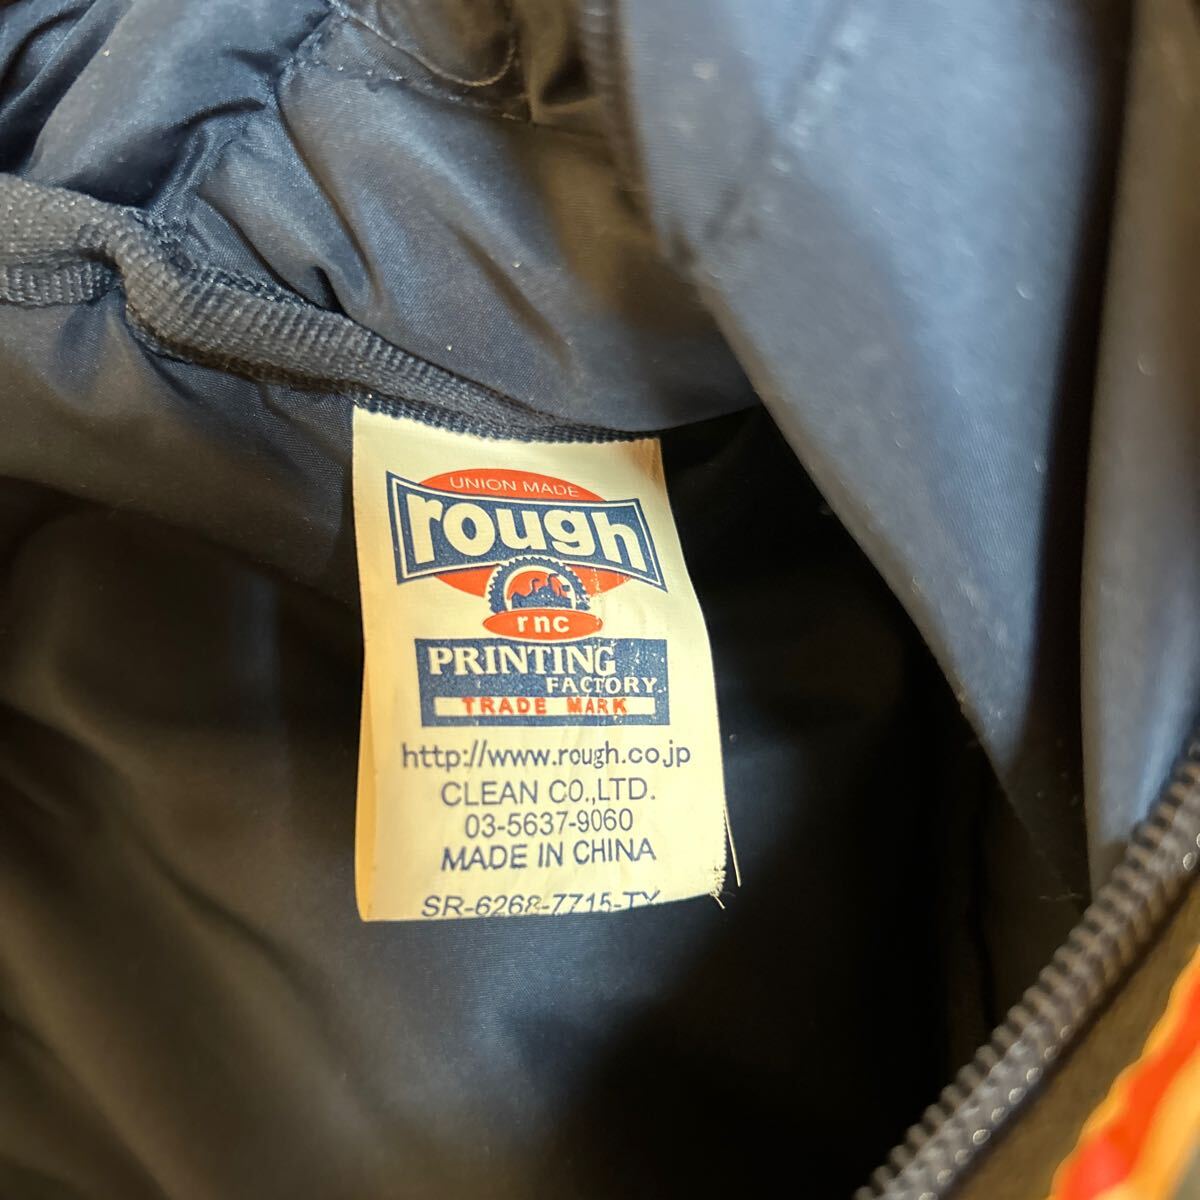 UNION MADE
rough
rnc
PRINTING
FACTORY
TRADE MARK
http://www.rough.co.jp
CLEAN CO.,LTD.
03-5637-9060
MADE IN CHINA
SR-6268-7715-TY